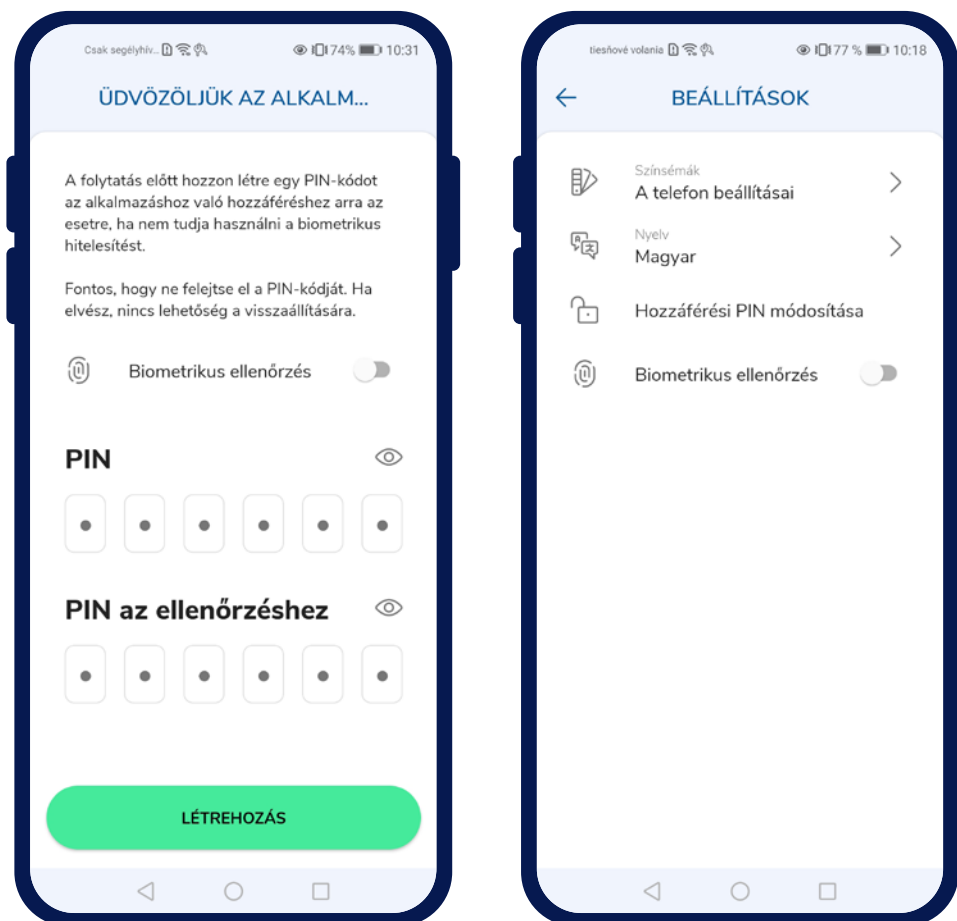 Csak segélyhív... 74% 10:31
ÜDVÖZÖLJÜK AZ ALKALM...
A folytatás előtt hozzon létre egy PIN-kódot
az alkalmazáshoz való hozzáféréshez arra az
esetre, ha nem tudja használni a biometrikus
hitelesítést.
Fontos, hogy ne felejtse el a PIN-kódját. Ha
elvész, nincs lehetőség a visszaállítására.
Biometrikus ellenőrzés
PIN
PIN az ellenőrzéshez
LÉTREHOZÁS
tiesňové volania 77 % 10:18
BEÁLLÍTÁSOK
Színsémák
A telefon beállításai
Nyelv
Magyar
Hozzáférési PIN módosítása
Biometrikus ellenőrzés